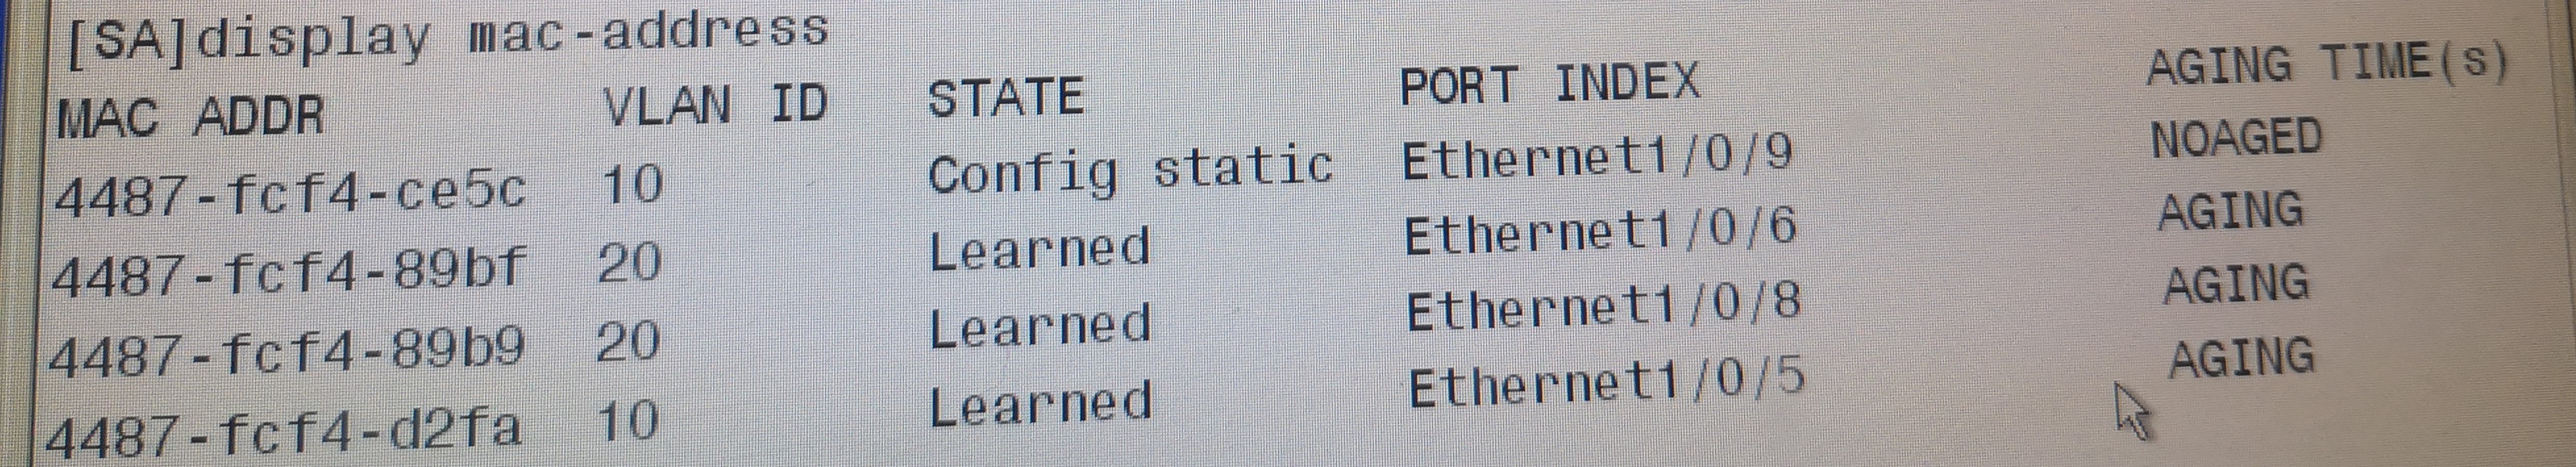 [SA]display mac-address
MAC ADDR VLAN ID STATE PORT INDEX AGING TIME(s)
4487-fcf4-ce5c 10 Config static Ethernet1/0/9 NOAGED
4487-fcf4-89bf 20 Learned Ethernet1/0/6 AGING
4487-fcf4-89b9 20 Learned Ethernet1/0/8 AGING
4487-fcf4-d2fa 10 Learned Ethernet1/0/5 AGING